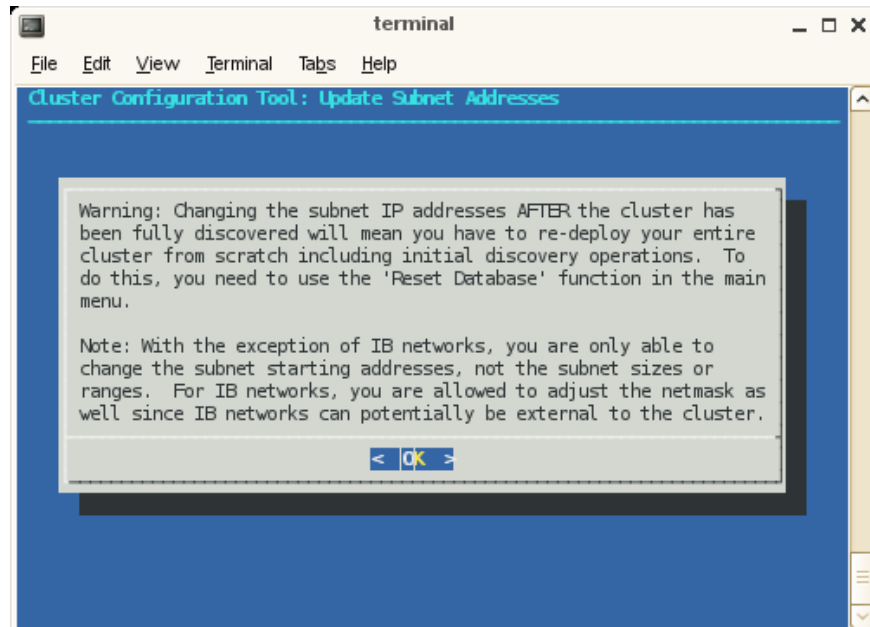 terminal
File Edit View Terminal Tabs Help
Cluster Configuration Tool: Update Subnet Addresses
Warning: Changing the subnet IP addresses AFTER the cluster has
been fully discovered will mean you have to re-deploy your entire
cluster from scratch including initial discovery operations.  To
do this, you need to use the 'Reset Database' function in the main
menu.
Note: With the exception of IB networks, you are only able to
change the subnet starting addresses, not the subnet sizes or
ranges.  For IB networks, you are allowed to adjust the netmask as
well since IB networks can potentially be external to the cluster.
< OK >